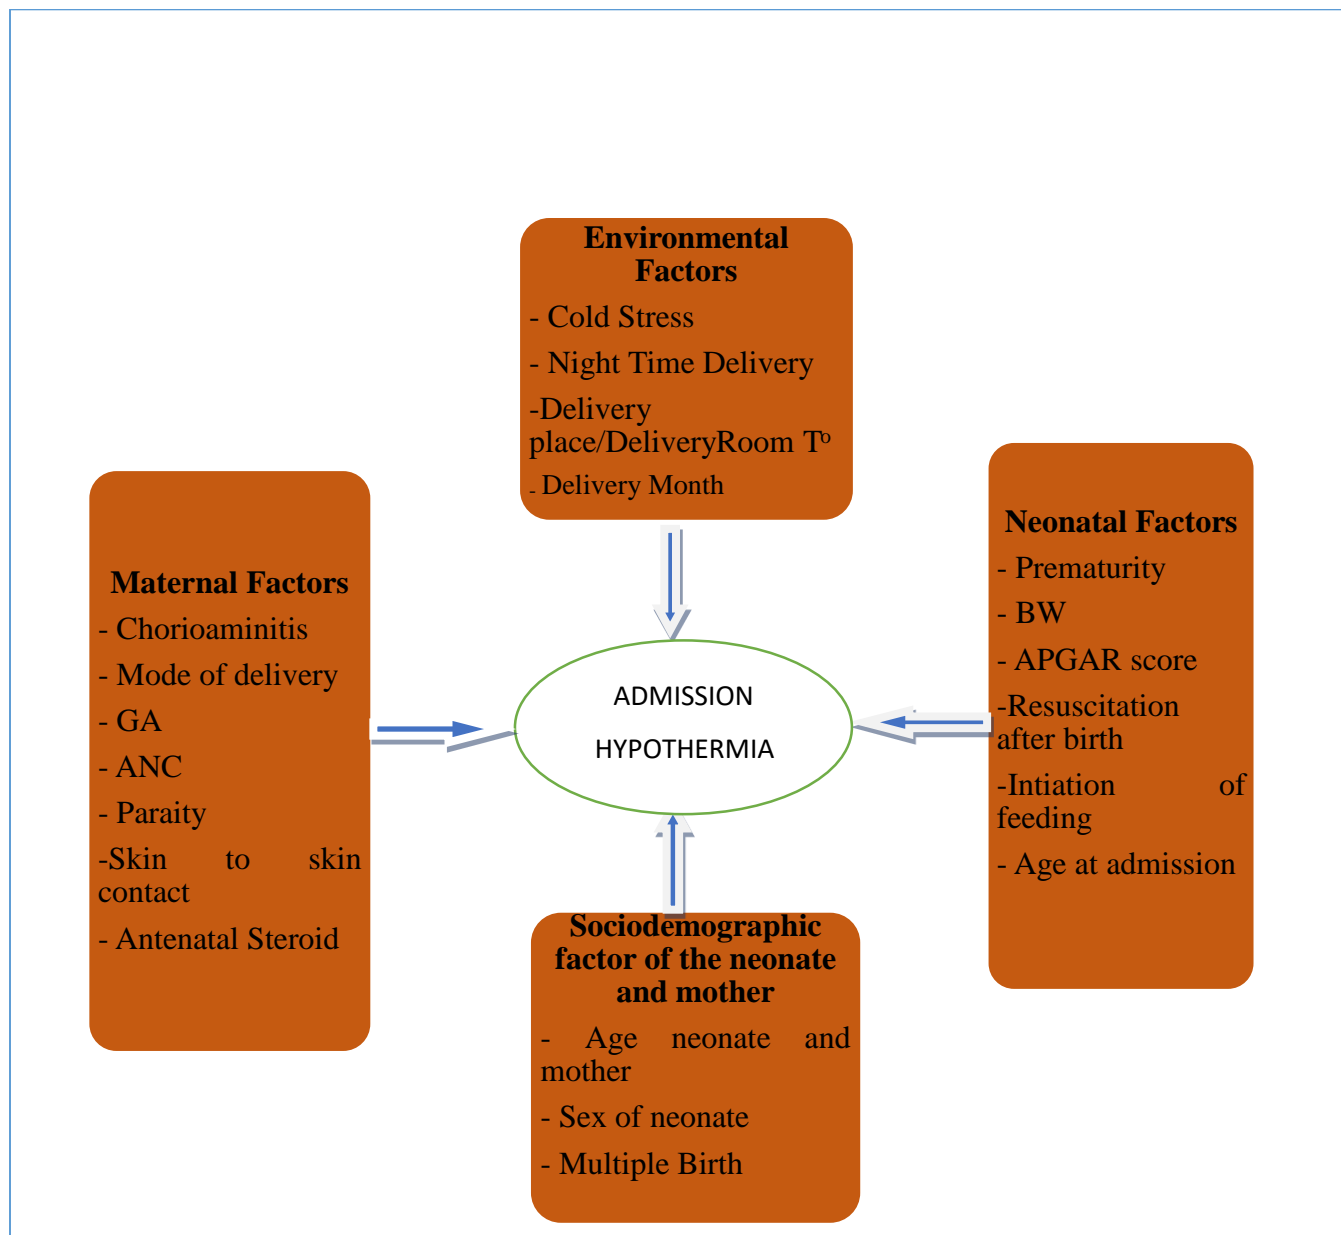 Environmental
Factors
- Cold Stress
- Night Time Delivery
-Delivery
place/DeliveryRoom Tº
- Delivery Month
Maternal Factors
- Chorioaminitis
- Mode of delivery
- GA
- ANC
- Paraity
-Skin to skin
contact
- Antenatal Steroid
ADMISSION
HYPOTHERMIA
Neonatal Factors
- Prematurity
- BW
- APGAR score
-Resuscitation
after birth
-Intiation of
feeding
- Age at admission
Sociodemographic
factor of the neonate
and mother
- Age neonate and
mother
- Sex of neonate
- Multiple Birth